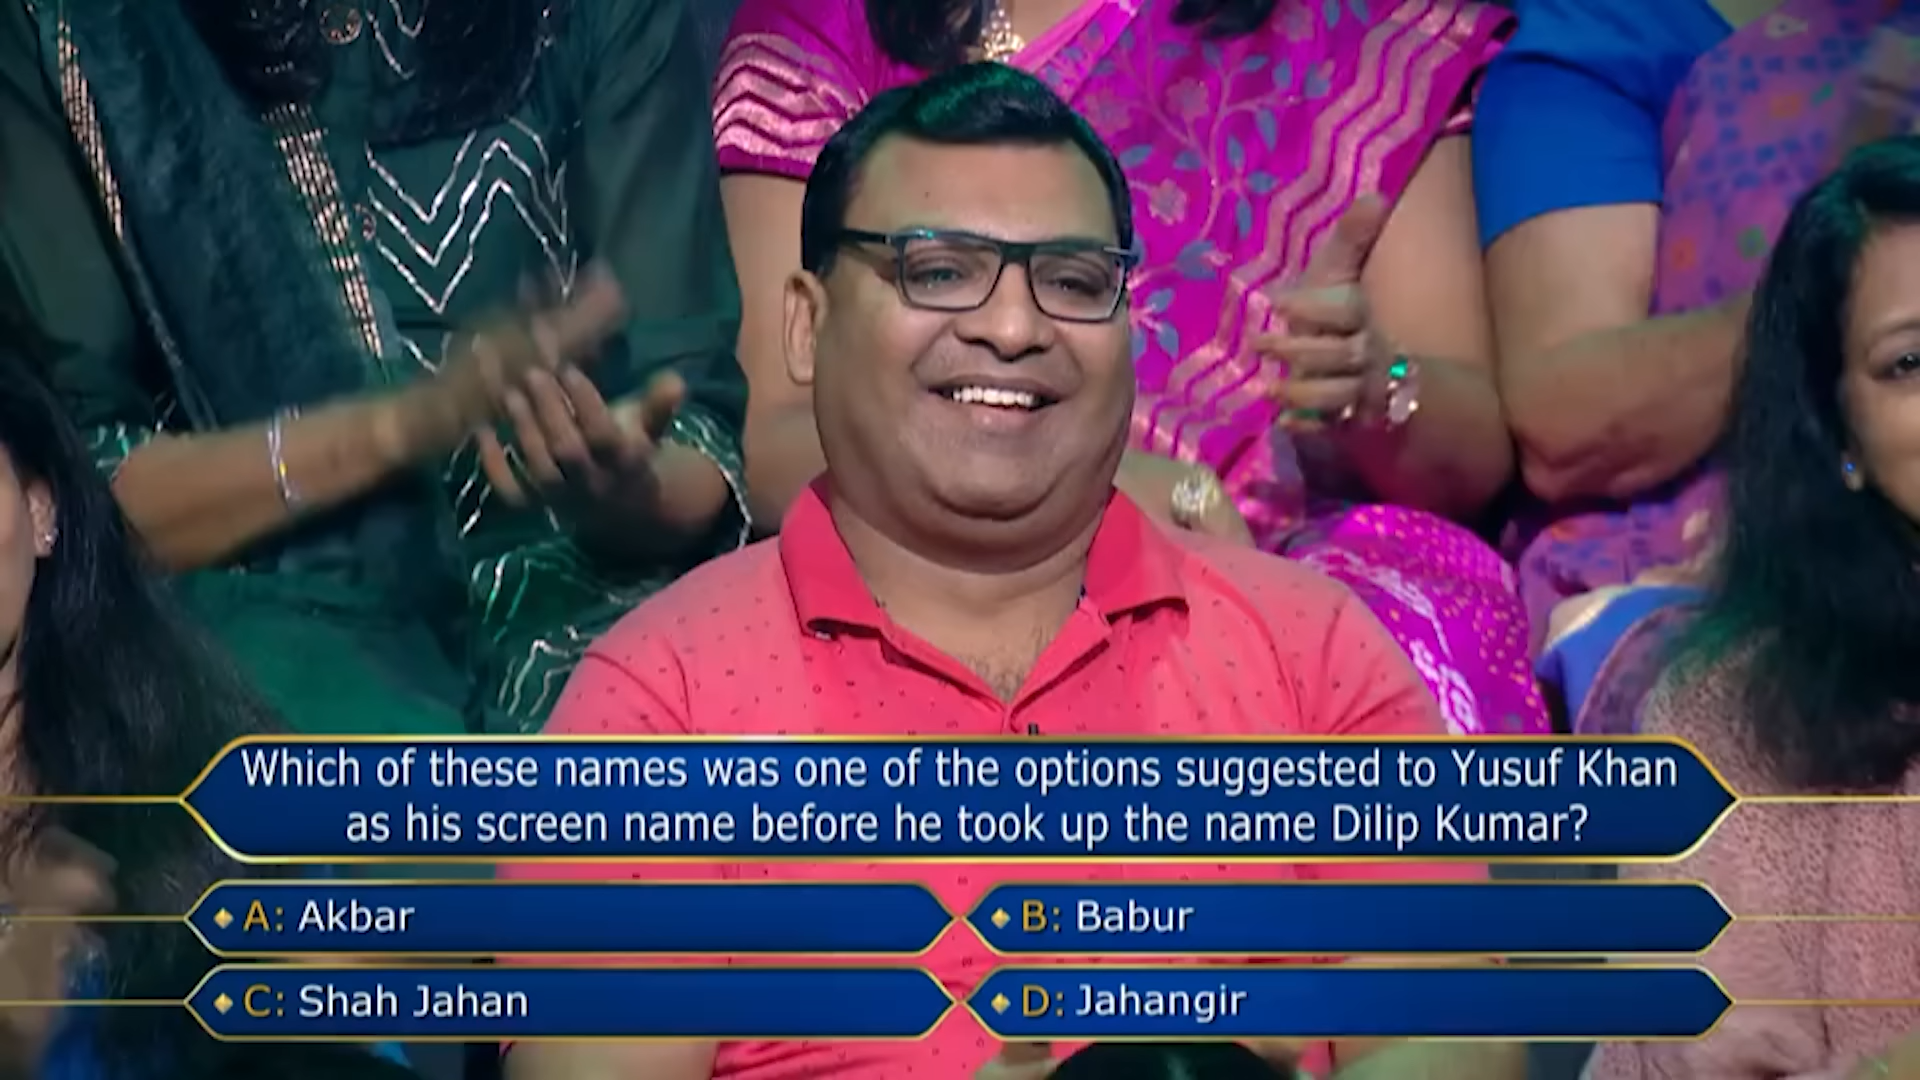 Which of these names was one of the options suggested to Yusuf Khan
as his screen name before he took up the name Dilip Kumar?
A: Akbar
B: Babur
C: Shah Jahan
D: Jahangir